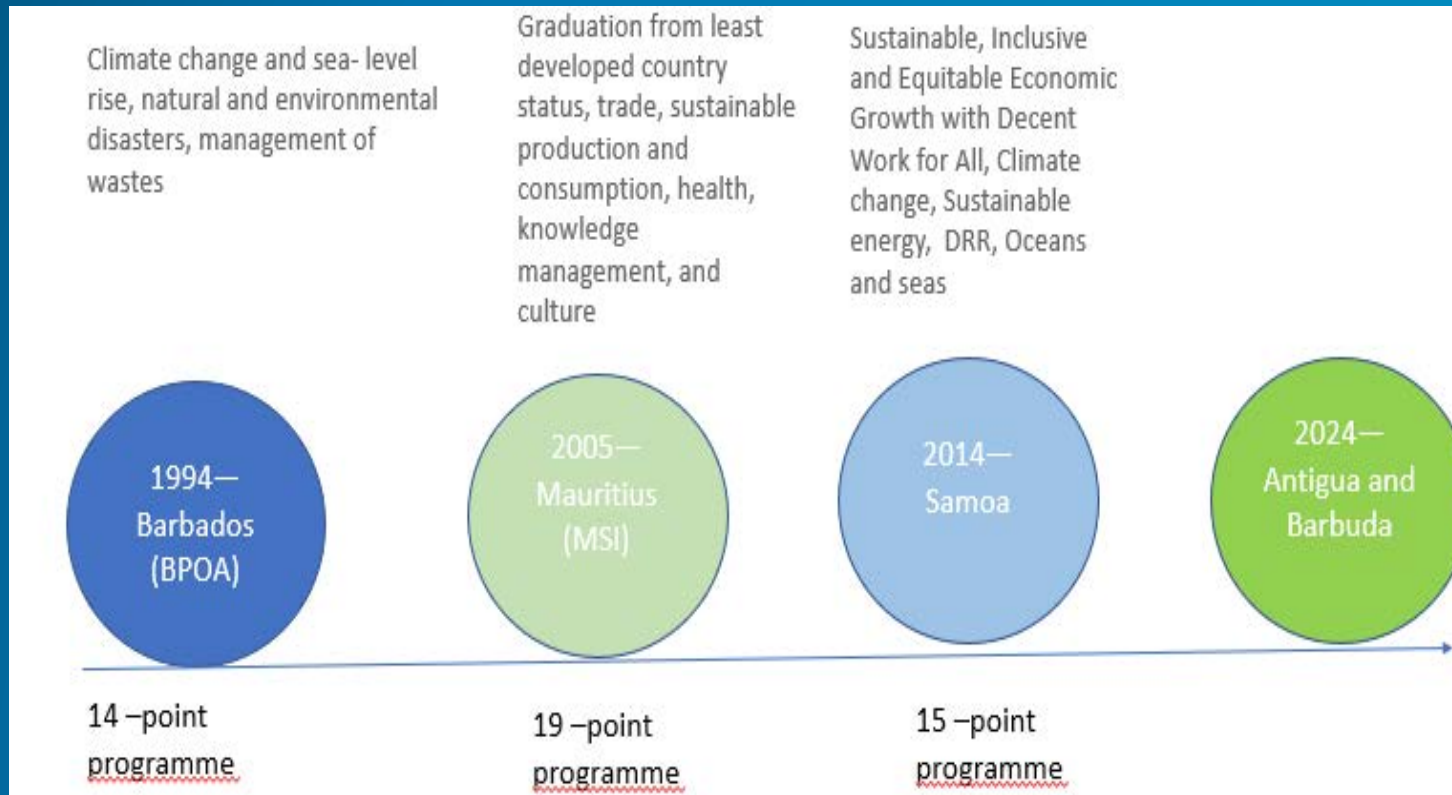 Climate change and sea- level
rise, natural and environmental
disasters, management of
wastes
Graduation from least
developed country
status, trade, sustainable
production and
consumption, health,
knowledge
management, and
culture
Sustainable, Inclusive
and Equitable Economic
Growth with Decent
Work for All, Climate
change, Sustainable
energy,  DRR, Oceans
and seas
1994—
Barbados
(BPOA)
2005—
Mauritius
(MSI)
2014—
Samoa
2024—
Antigua and
Barbuda
14 –point
programme
19 –point
programme
15 –point
programme